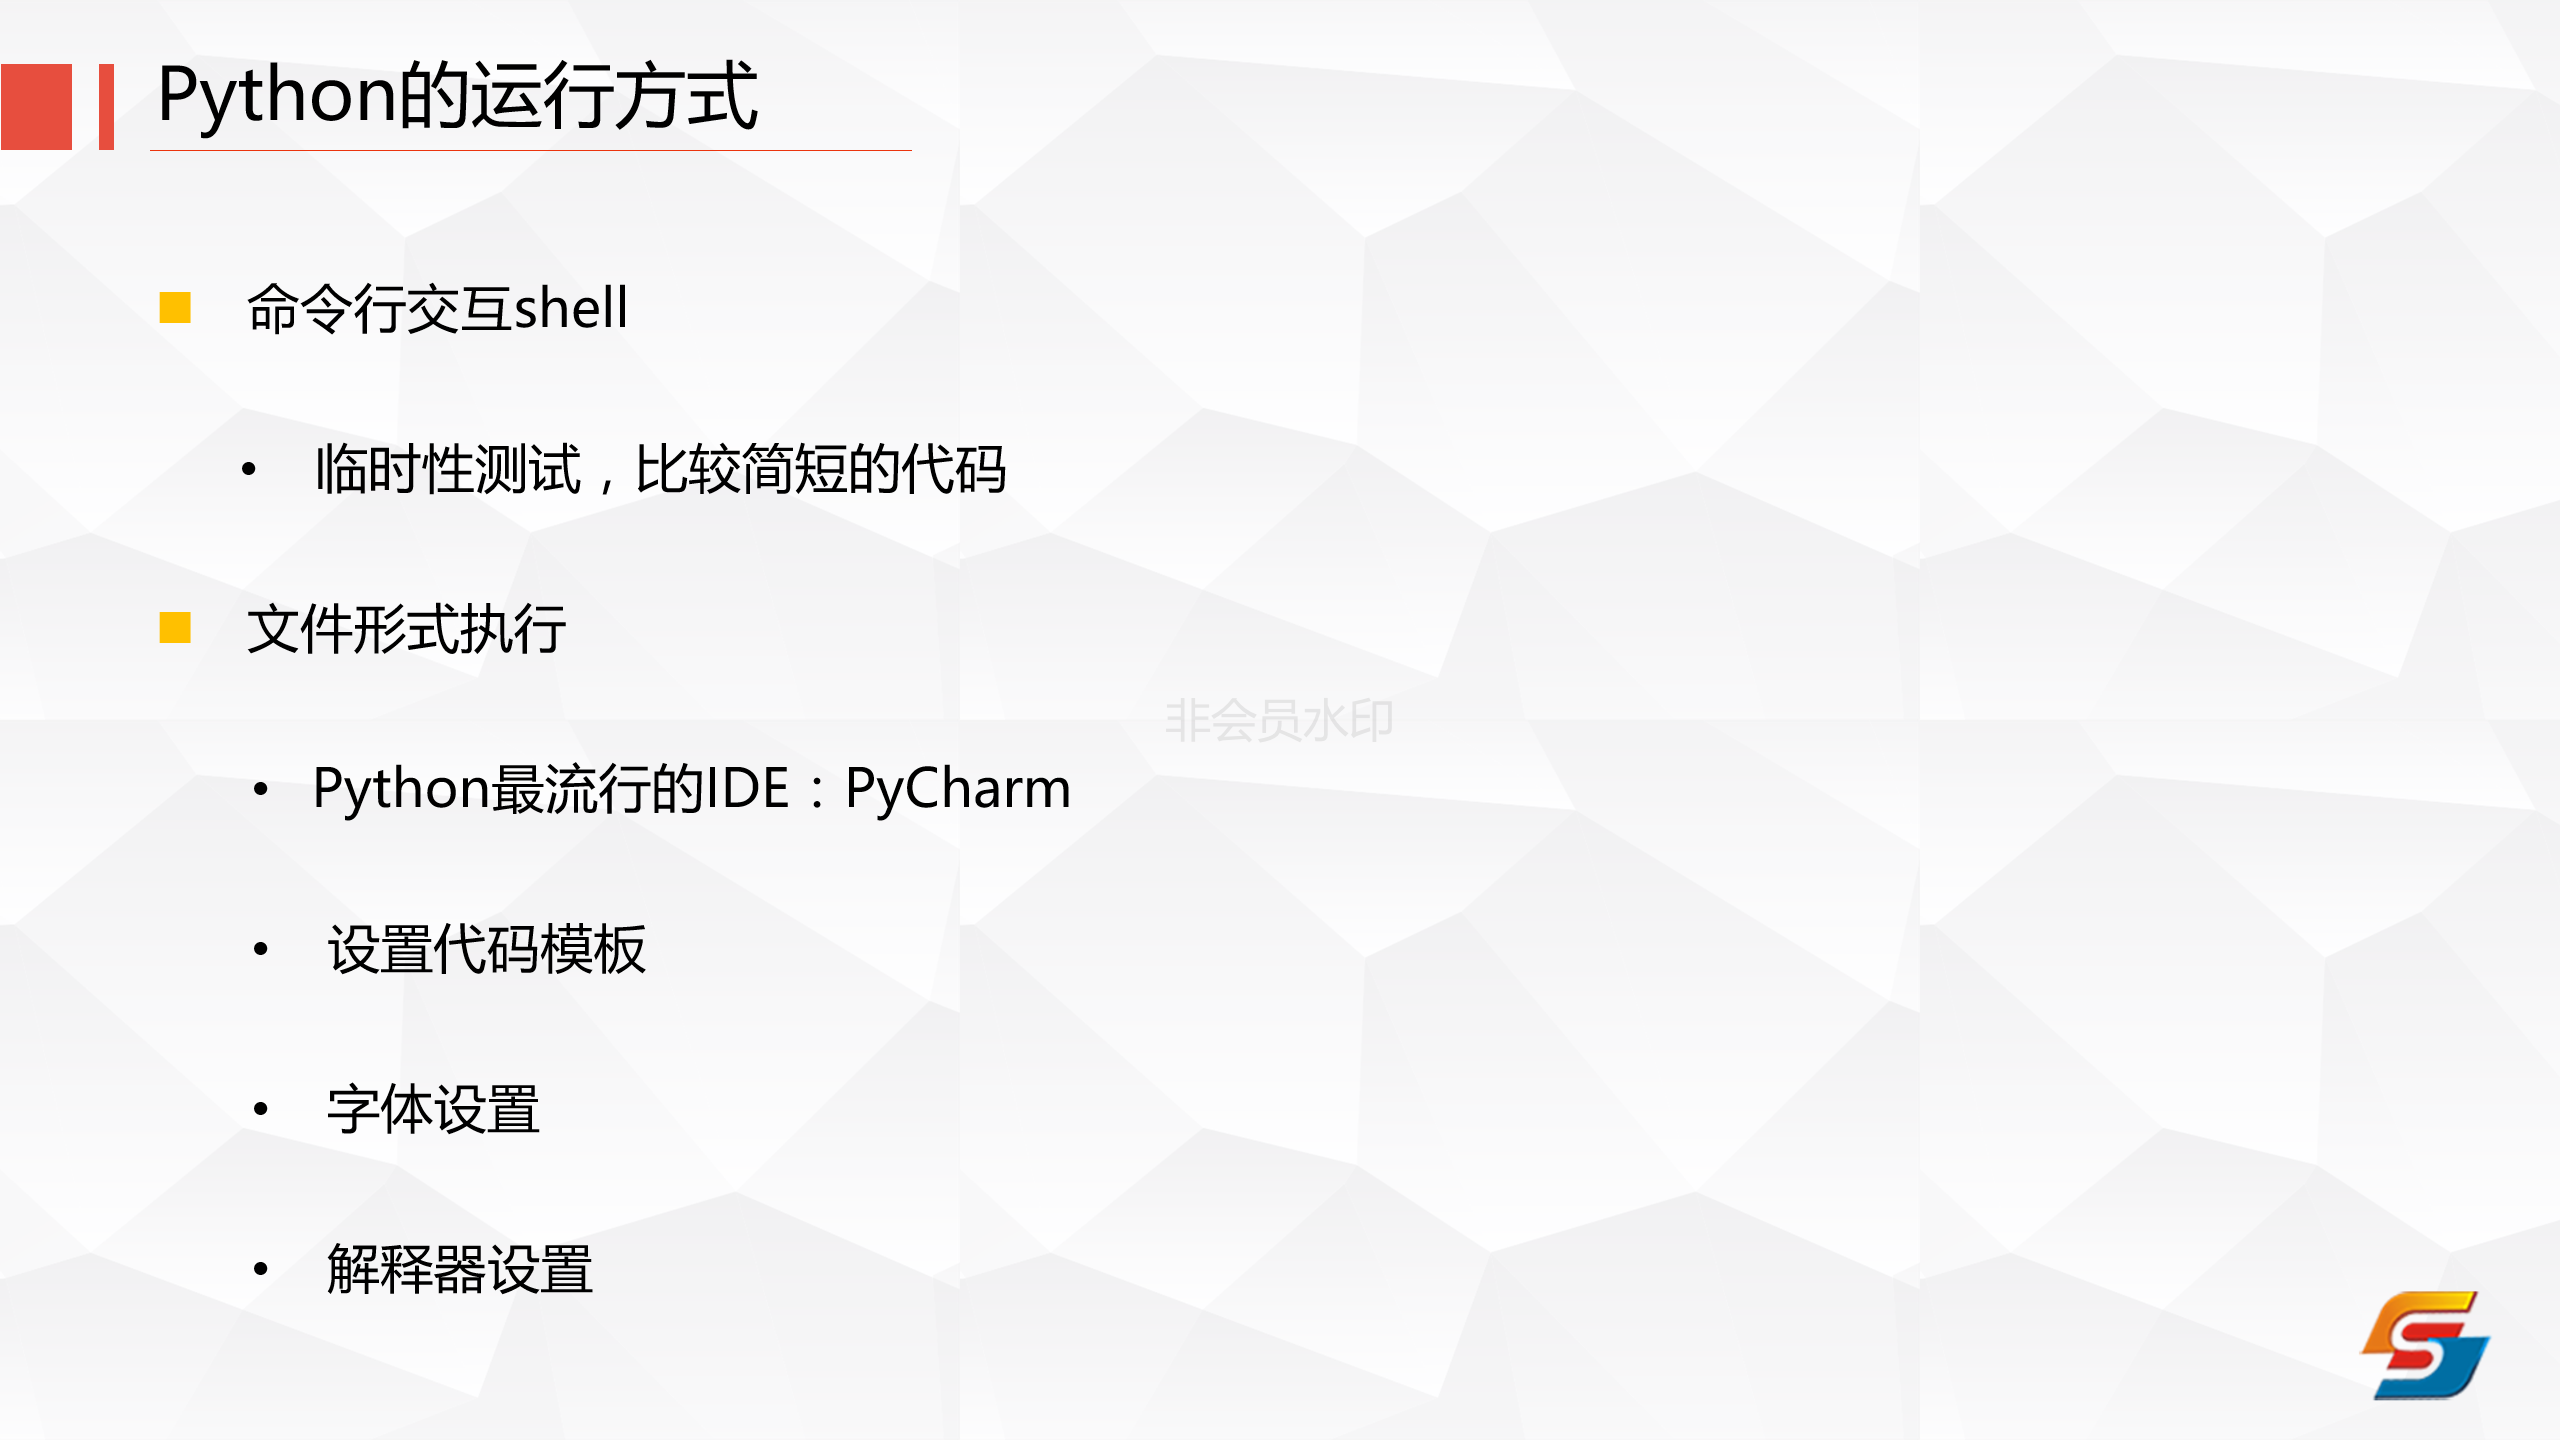 Python的运行方式
命令行交互shell
临时性测试，比较简短的代码
文件形式执行
非会员水印
Python最流行的IDE：PyCharm
设置代码模板
字体设置
解释器设置